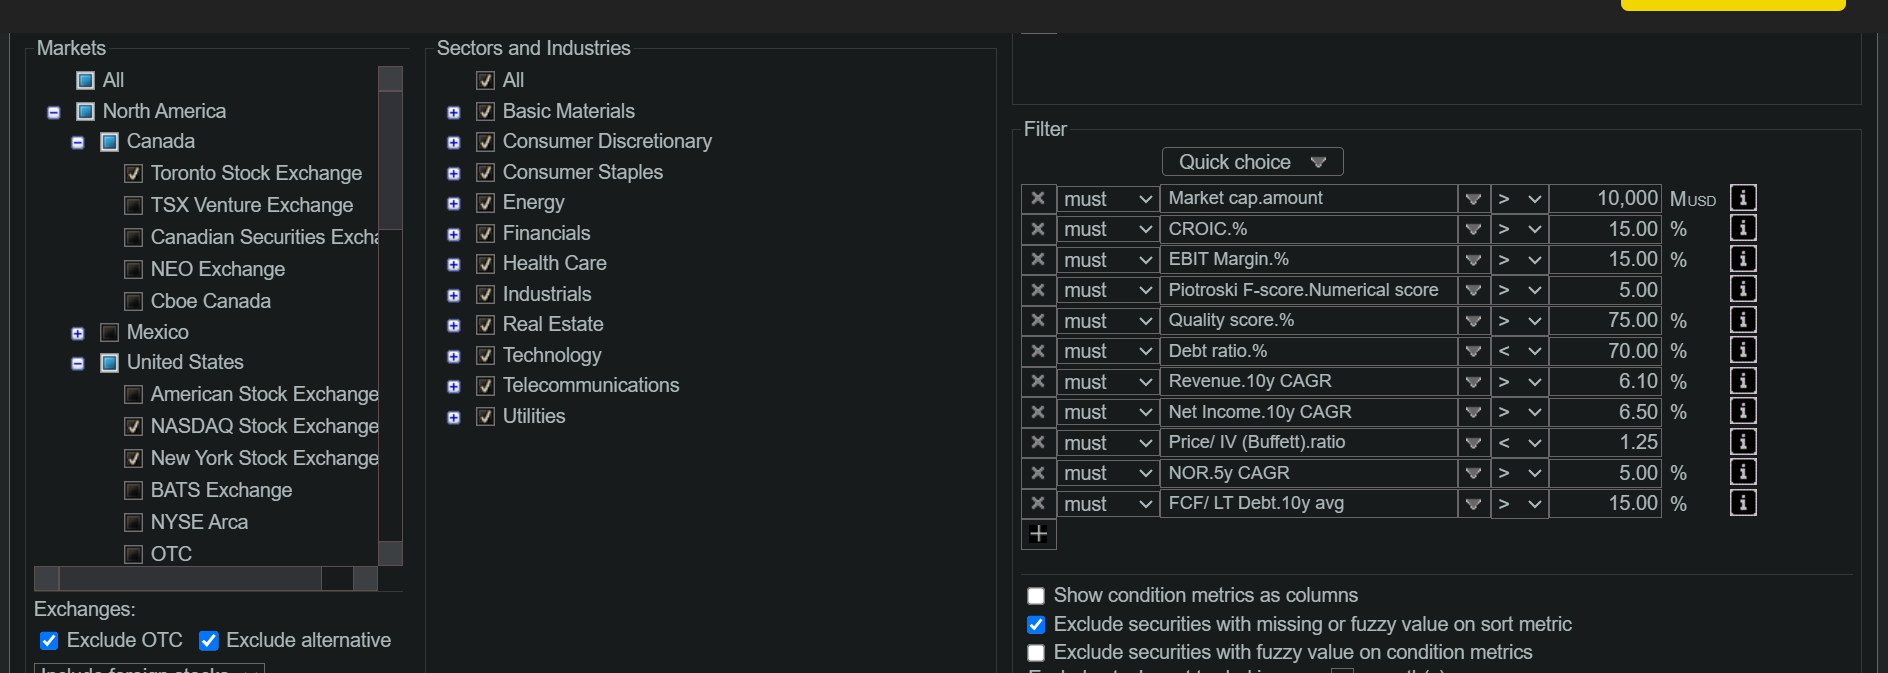 Markets
All
North America
Canada
Toronto Stock Exchange
TSX Venture Exchange
Canadian Securities Excha
NEO Exchange
Cboe Canada
Mexico
United States
American Stock Exchange
NASDAQ Stock Exchange
New York Stock Exchange
BATS Exchange
NYSE Arca
OTC
Exchanges:
Exclude OTC Exclude alternative
Include foreign stocks
Sectors and Industries
All
Basic Materials
Consumer Discretionary
Consumer Staples
Energy
Financials
Health Care
Industrials
Real Estate
Technology
Telecommunications
Utilities
Filter
Quick choice
must Market cap.amount > 10,000 MUSD
must CROIC.% > 15.00 %
must EBIT Margin.% > 15.00 %
must Piotroski F-score.Numerical score > 5.00
must Quality score.% > 75.00 %
must Debt ratio.% < 70.00 %
must Revenue.10y CAGR > 6.10 %
must Net Income.10y CAGR > 6.50 %
must Price/ IV (Buffett).ratio < 1.25
must NOR.5y CAGR > 5.00 %
must FCF/ LT Debt.10y avg > 15.00 %
Show condition metrics as columns
Exclude securities with missing or fuzzy value on sort metric
Exclude securities with fuzzy value on condition metrics